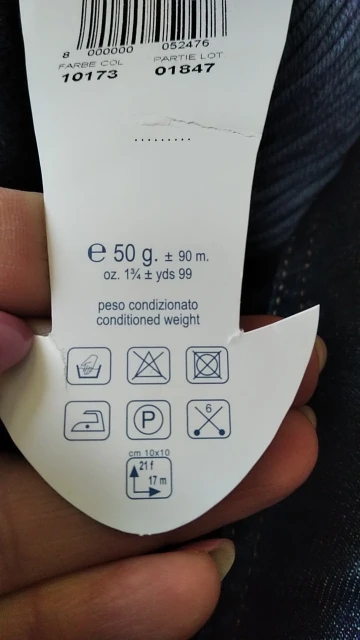 8 000000 052476
FARBE COL PARTIE LOT
10173 01847
e 50 g. ± 90 m.
oz. 1¾ ± yds 99
peso condizionato
conditioned weight
P
6
cm 10x10
21 f
17 m